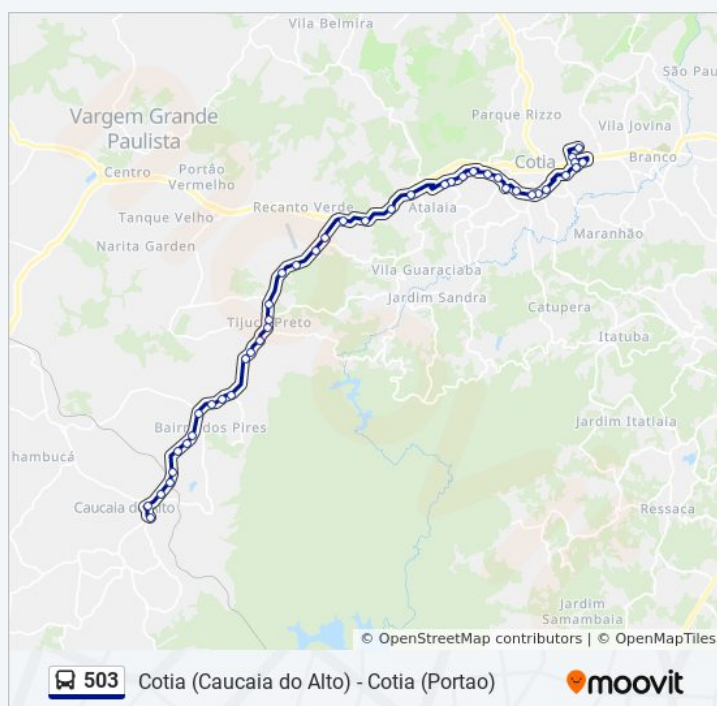 Vila Belmira
São Pau
Vargem Grande
Paulista
Parque Rizzo
Vila Jovina
Cotia
Branco
Centro
Portão
Vermelho
Recanto Verde
Atalaia
Tanque Velho
Maranhão
Narita Garden
Vila Guaraciaba
Jardim Sandra
Catupera
Tijuco Preto
Itatuba
Bairro dos Pires
Jardim Itatiaia
hambucá
Caucaia do Alto
Ressaca
Jardim
Samambaia
© OpenStreetMap contributors | © OpenMapTiles
503 Cotia (Caucaia do Alto) - Cotia (Portao) moovit